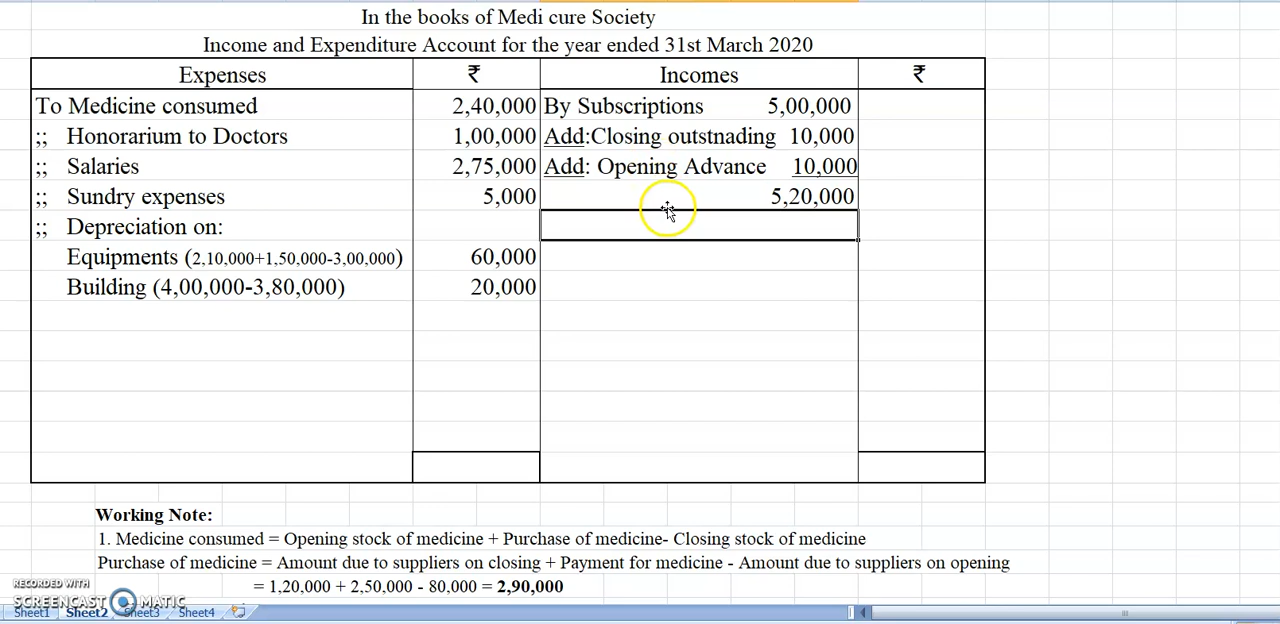 In the books of Medi cure Society
Income and Expenditure Account for the year ended 31st March 2020
Expenses ₹ Incomes ₹
To Medicine consumed 2,40,000 By Subscriptions 5,00,000
;; Honorarium to Doctors 1,00,000 Add:Closing outstnading 10,000
;; Salaries 2,75,000 Add: Opening Advance 10,000
;; Sundry expenses 5,000 5,20,000
;; Depreciation on:
Equipments (2,10,000+1,50,000-3,00,000) 60,000
Building (4,00,000-3,80,000) 20,000
Working Note:
1. Medicine consumed = Opening stock of medicine + Purchase of medicine- Closing stock of medicine
Purchase of medicine = Amount due to suppliers on closing + Payment for medicine - Amount due to suppliers on opening
= 1,20,000 + 2,50,000 - 80,000 = 2,90,000
RECORDED WITH
SCREENCAST MATIC
Sheet1 Sheet2 Sheet3 Sheet4